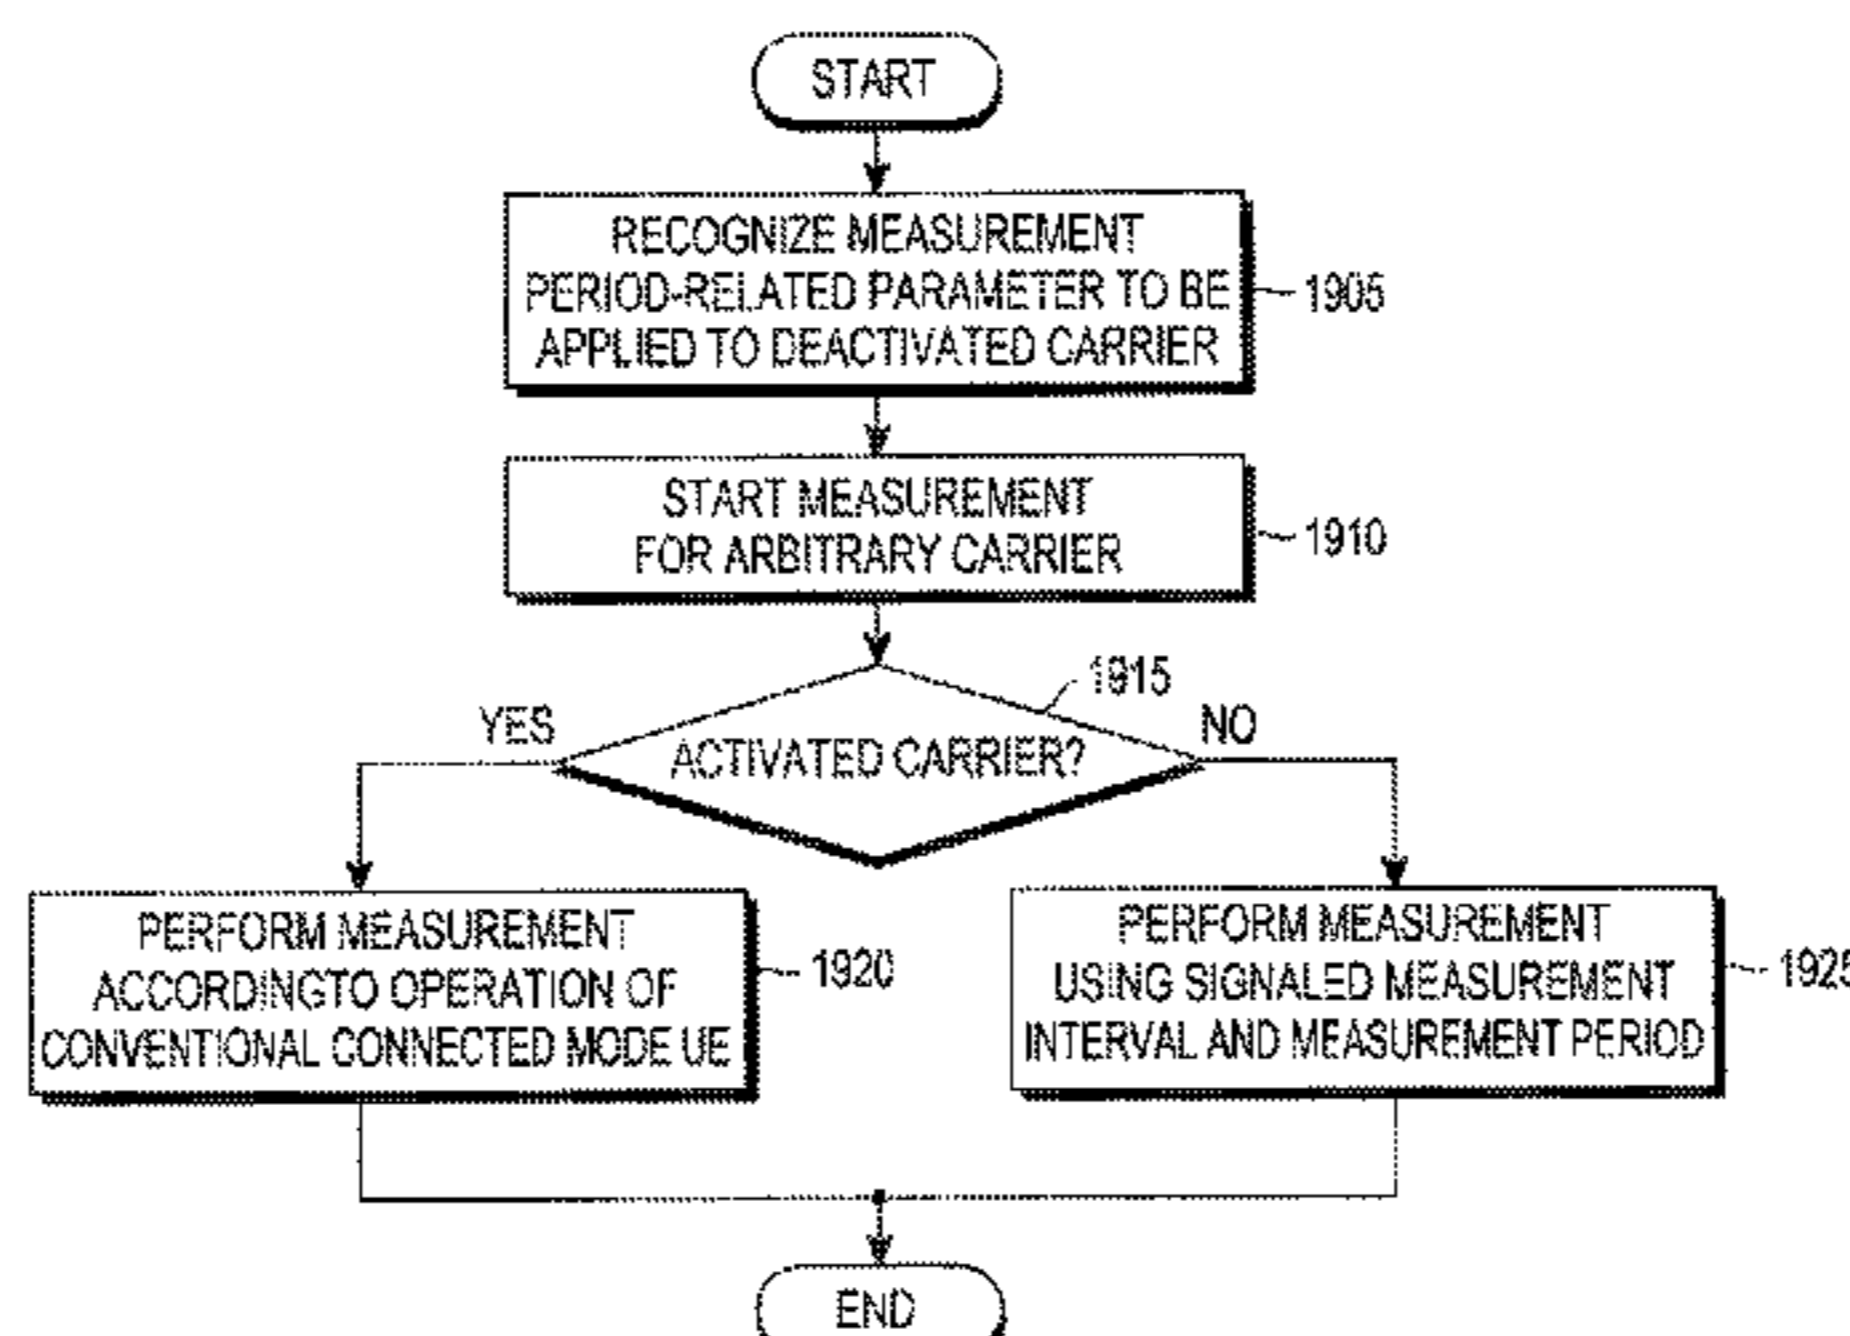 START
RECOGNIZE MEASUREMENT
PERIOD-RELATED PARAMETER TO BE
APPLIED TO DEACTIVATED CARRIER
1905
START MEASUREMENT
FOR ARBITRARY CARRIER
1910
1915
YES
ACTIVATED CARRIER?
NO
PERFORM MEASUREMENT
ACCORDINGTO OPERATION OF
CONVENTIONAL CONNECTED MODE UE
1920
PERFORM MEASUREMENT
USING SIGNALED MEASUREMENT
INTERVAL AND MEASUREMENT PERIOD
1925
END